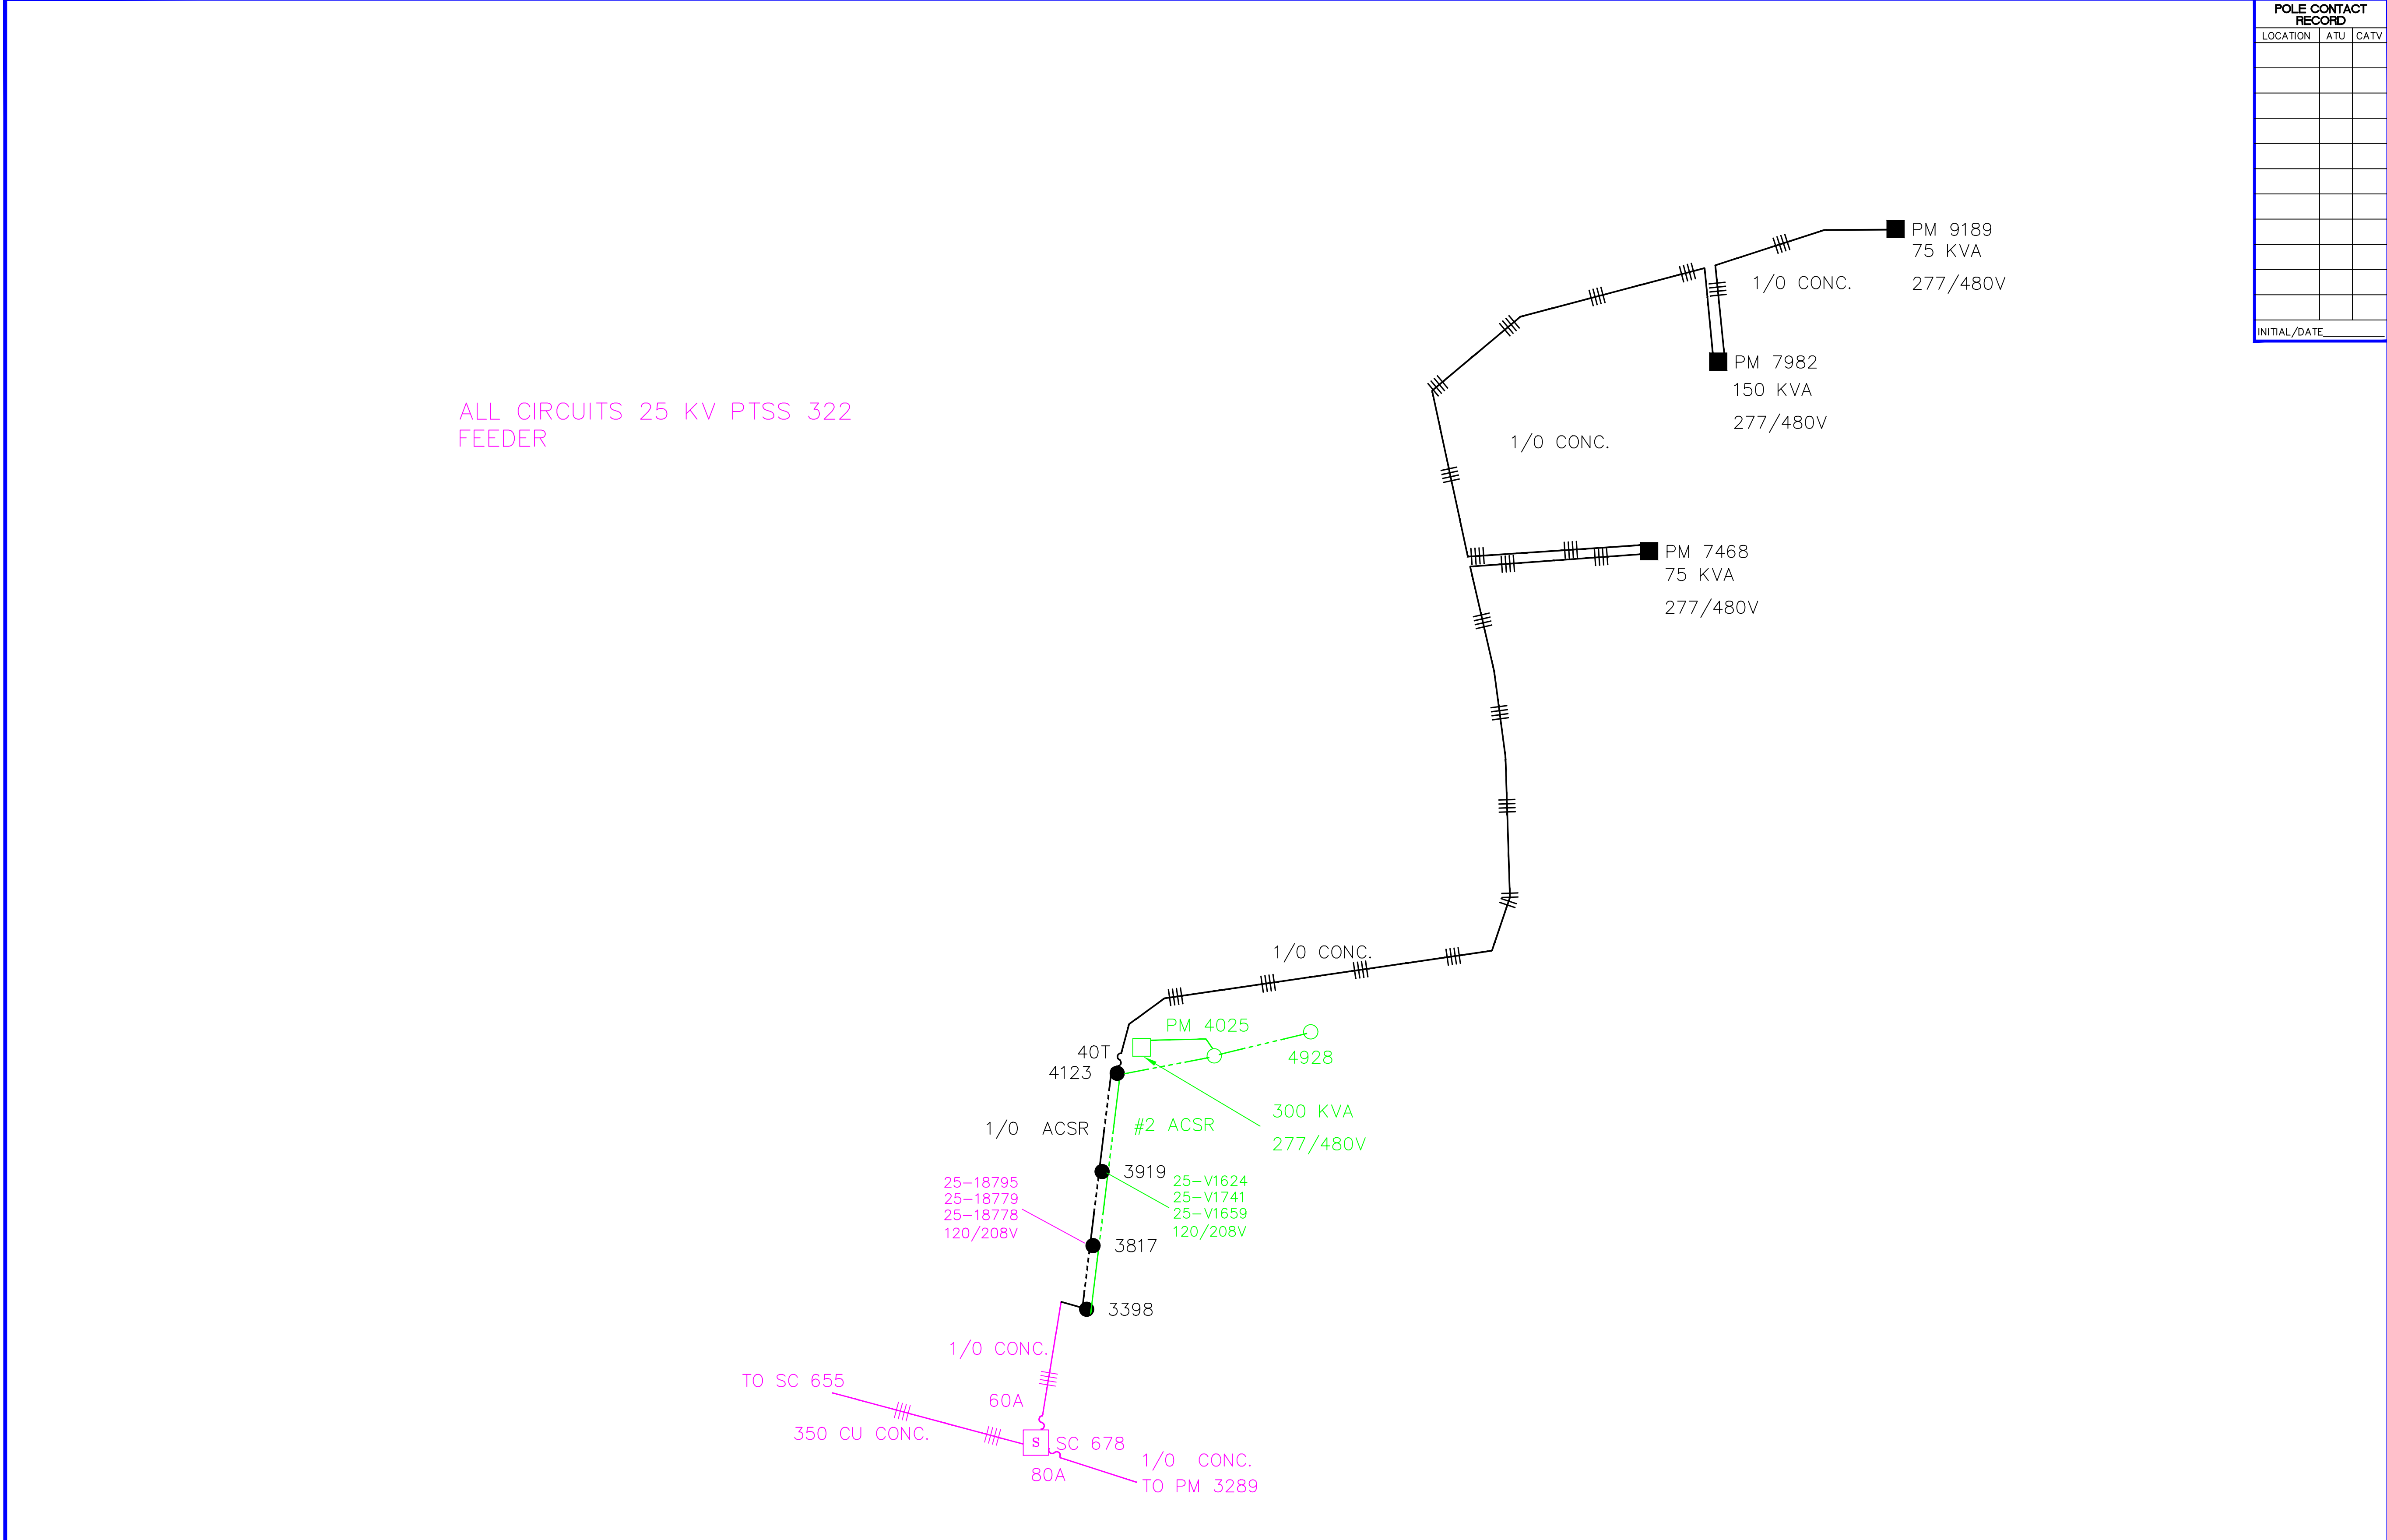 POLE CONTACT
RECORD
LOCATION ATU CATV
INITIAL/DATE
PM 9189
75 KVA
277/480V
1/0 CONC.
PM 7982
150 KVA
277/480V
ALL CIRCUITS 25 KV PTSS 322
FEEDER
1/0 CONC.
PM 7468
75 KVA
277/480V
1/0 CONC.
PM 4025
40T
4123
4928
300 KVA
277/480V
1/0 ACSR
#2 ACSR
3919
25-18795
25-18779
25-18778
120/208V
25-V1624
25-V1741
25-V1659
120/208V
3817
3398
1/0 CONC.
TO SC 655
60A
350 CU CONC.
S
SC 678
80A
1/0 CONC.
TO PM 3289